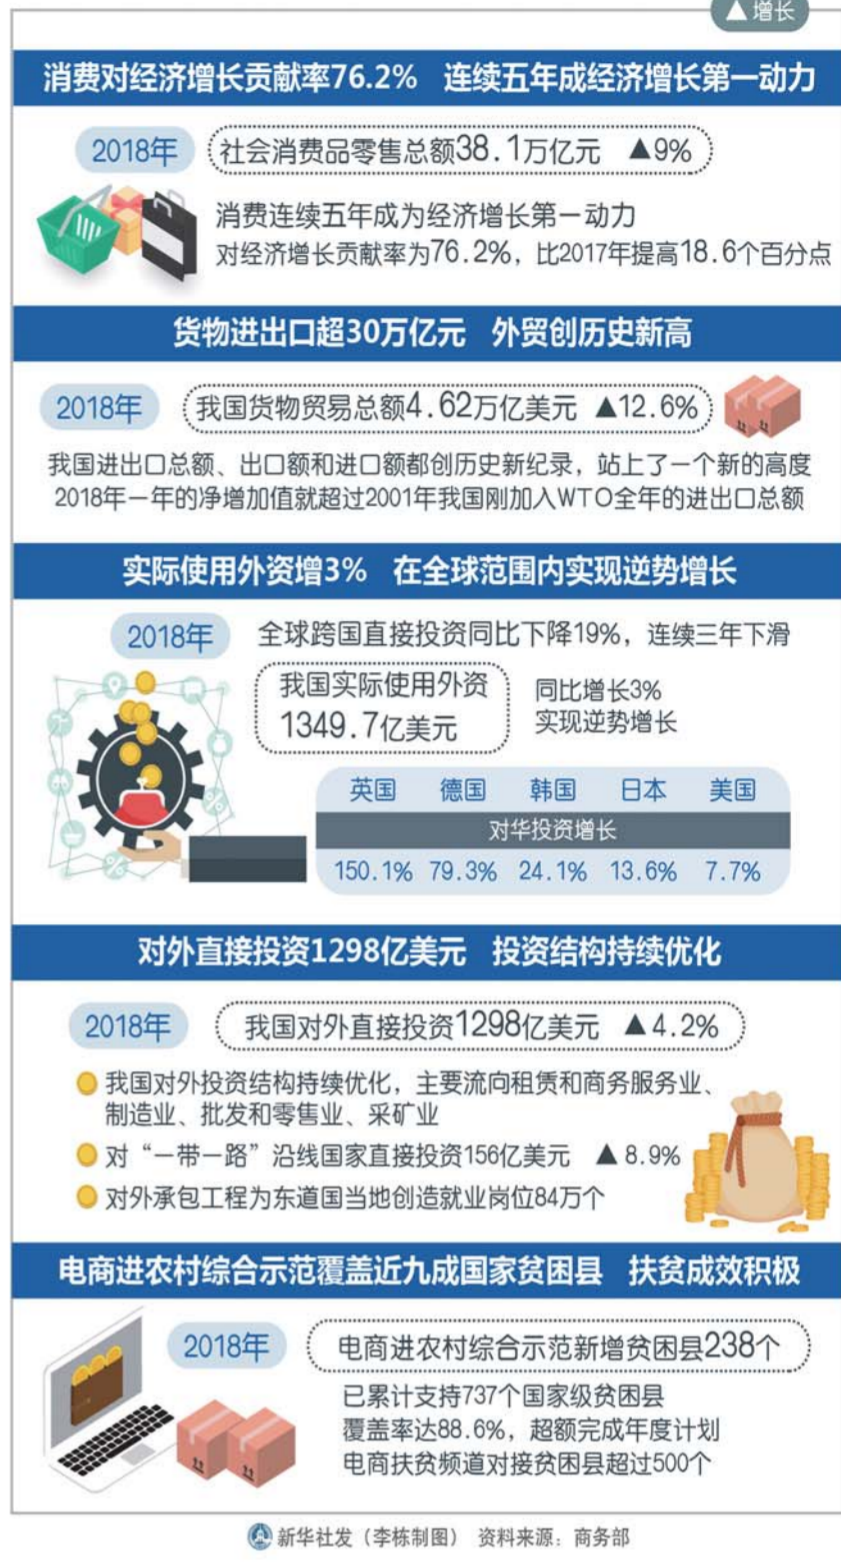 ▲增长
消费对经济增长贡献率76.2% 连续五年成经济增长第一动力
2018年 社会消费品零售总额38.1万亿元 ▲9%
消费连续五年成为经济增长第一动力
对经济增长贡献率为76.2%，比2017年提高18.6个百分点
货物进出口超30万亿元 外贸创历史新高
2018年 我国货物贸易总额4.62万亿美元 ▲12.6%
我国进出口总额、出口额和进口额都创历史新纪录，站上了一个新的高度
2018年一年的净增加值就超过2001年我国刚加入WTO全年的进出口总额
实际使用外资增3% 在全球范围内实现逆势增长
2018年 全球跨国直接投资同比下降19%，连续三年下滑
我国实际使用外资
1349.7亿美元
同比增长3%
实现逆势增长
英国 德国 韩国 日本 美国
对华投资增长
150.1% 79.3% 24.1% 13.6% 7.7%
对外直接投资1298亿美元 投资结构持续优化
2018年 我国对外直接投资1298亿美元 ▲4.2%
我国对外投资结构持续优化，主要流向租赁和商务服务业、
制造业、批发和零售业、采矿业
对“一带一路”沿线国家直接投资156亿美元 ▲8.9%
对外承包工程为东道国当地创造就业岗位84万个
电商进农村综合示范覆盖近九成国家贫困县 扶贫成效积极
2018年 电商进农村综合示范新增贫困县238个
已累计支持737个国家级贫困县
覆盖率达88.6%，超额完成年度计划
电商扶贫频道对接贫困县超过500个
新华社发（李栋制图） 资料来源：商务部